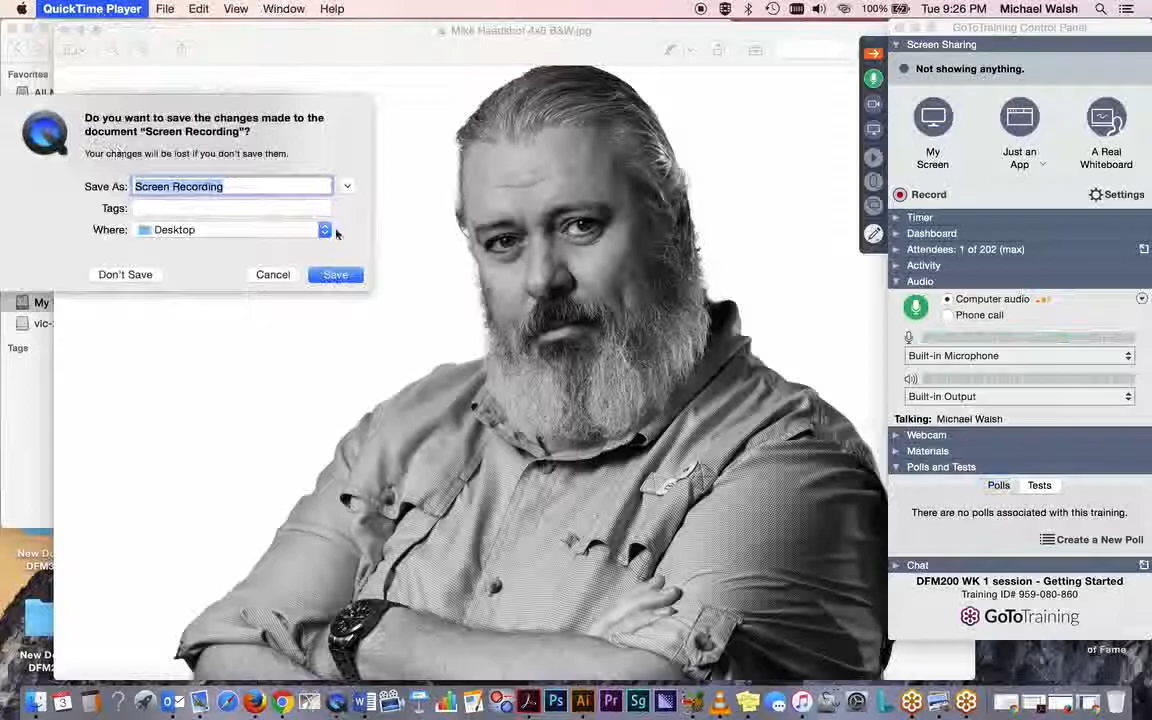 QuickTime Player File Edit View Window Help 100% Tue 9:26 PM Michael Walsh
Mike Headshot 4x6 B&W.jpg
GoToTraining Control Panel
Screen Sharing
Not showing anything.
My Screen
Just an App
A Real Whiteboard
Record
Settings
Timer
Dashboard
Attendees: 1 of 202 (max)
Activity
Audio
Computer audio
Phone call
Built-in Microphone
Built-in Output
Talking: Michael Walsh
Webcam
Materials
Polls and Tests
Polls Tests
There are no polls associated with this training.
Create a New Poll
Chat
DFM200 WK 1 session - Getting Started
Training ID# 959-080-860
GoToTraining
of Fame
Favorites
Do you want to save the changes made to the
document "Screen Recording"?
Your changes will be lost if you don't save them.
Save As: Screen Recording
Tags:
Where: Desktop
Don't Save Cancel Save
My
Tags
New Do
DFM
New D